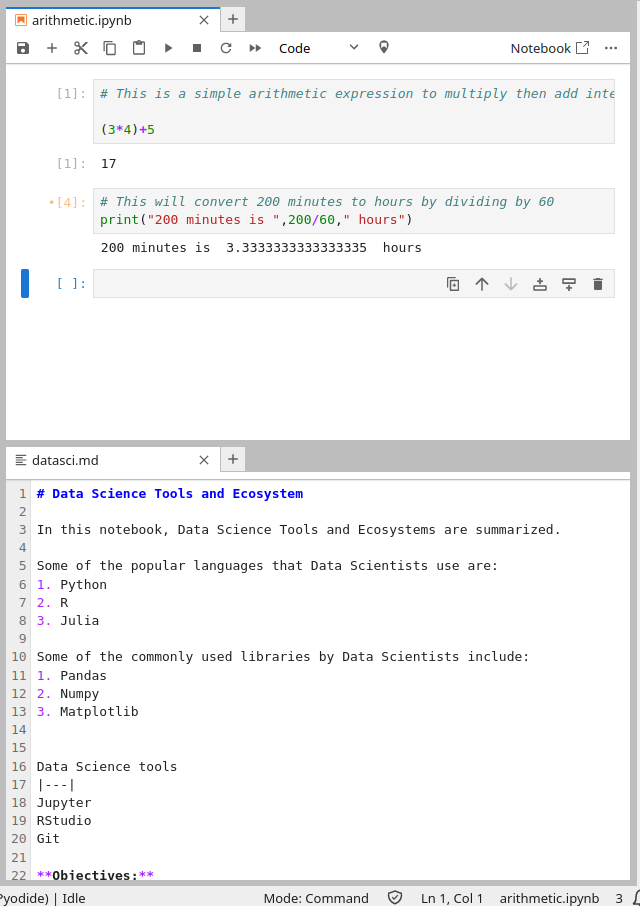 arithmetic.ipynb
Code
Notebook
[1]:
# This is a simple arithmetic expression to multiply then add inte
(3*4)+5
[1]:
17
•[4]:
# This will convert 200 minutes to hours by dividing by 60
print("200 minutes is ",200/60," hours")
200 minutes is  3.3333333333333335  hours
[ ]:
datasci.md
1 # Data Science Tools and Ecosystem
2
3 In this notebook, Data Science Tools and Ecosystems are summarized.
4
5 Some of the popular languages that Data Scientists use are:
6 1. Python
7 2. R
8 3. Julia
9
10 Some of the commonly used libraries by Data Scientists include:
11 1. Pandas
12 2. Numpy
13 3. Matplotlib
14
15
16 Data Science tools
17 |---|
18 Jupyter
19 RStudio
20 Git
21
22 **Objectives:**
Pyodide) | Idle
Mode: Command
Ln 1, Col 1
arithmetic.ipynb
3